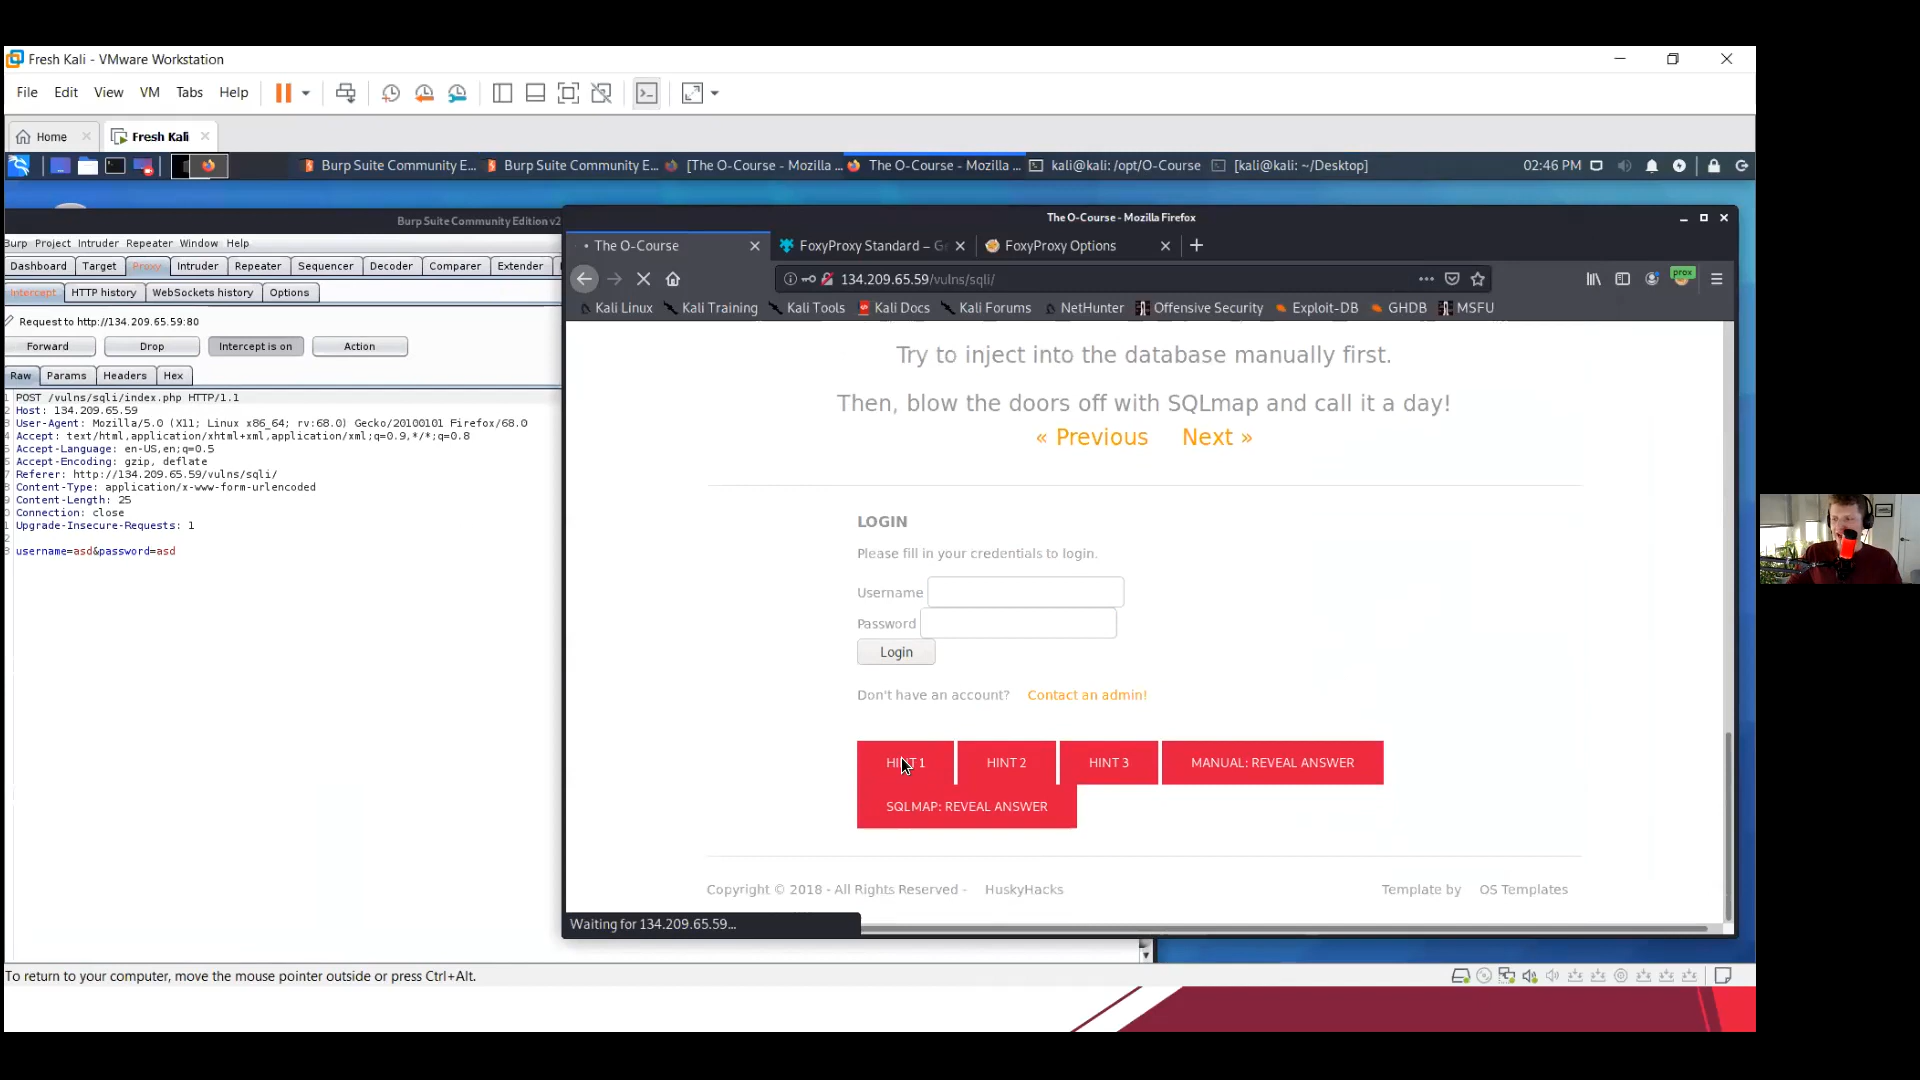 Fresh Kali - VMware Workstation
File Edit View VM Tabs Help
Home Fresh Kali
Burp Suite Community E... Burp Suite Community E... [The O-Course - Mozilla ... The O-Course - Mozilla ... kali@kali: /opt/O-Course [kali@kali: ~/Desktop] 02:46 PM
Burp Suite Community Edition v2
Burp Project Intruder Repeater Window Help
Dashboard Target Proxy Intruder Repeater Sequencer Decoder Comparer Extender
Intercept HTTP history WebSockets history Options
Request to http://134.209.65.59:80
Forward Drop Intercept is on Action
Raw Params Headers Hex
POST /vulns/sqli/index.php HTTP/1.1
Host: 134.209.65.59
User-Agent: Mozilla/5.0 (X11; Linux x86_64; rv:68.0) Gecko/20100101 Firefox/68.0
Accept: text/html,application/xhtml+xml,application/xml;q=0.9,*/*;q=0.8
Accept-Language: en-US,en;q=0.5
Accept-Encoding: gzip, deflate
Referer: http://134.209.65.59/vulns/sqli/
Content-Type: application/x-www-form-urlencoded
Content-Length: 25
Connection: close
Upgrade-Insecure-Requests: 1
username=asd&password=asd
The O-Course - Mozilla Firefox
The O-Course FoxyProxy Standard – G FoxyProxy Options
134.209.65.59/vulns/sqli/
prox
Kali Linux Kali Training Kali Tools Kali Docs Kali Forums NetHunter Offensive Security Exploit-DB GHDB MSFU
Try to inject into the database manually first.
Then, blow the doors off with SQLmap and call it a day!
« Previous Next »
LOGIN
Please fill in your credentials to login.
Username
Password
Login
Don't have an account? Contact an admin!
HINT 1 HINT 2 HINT 3 MANUAL: REVEAL ANSWER
SQLMAP: REVEAL ANSWER
Copyright © 2018 - All Rights Reserved - HuskyHacks Template by OS Templates
Waiting for 134.209.65.59...
To return to your computer, move the mouse pointer outside or press Ctrl+Alt.